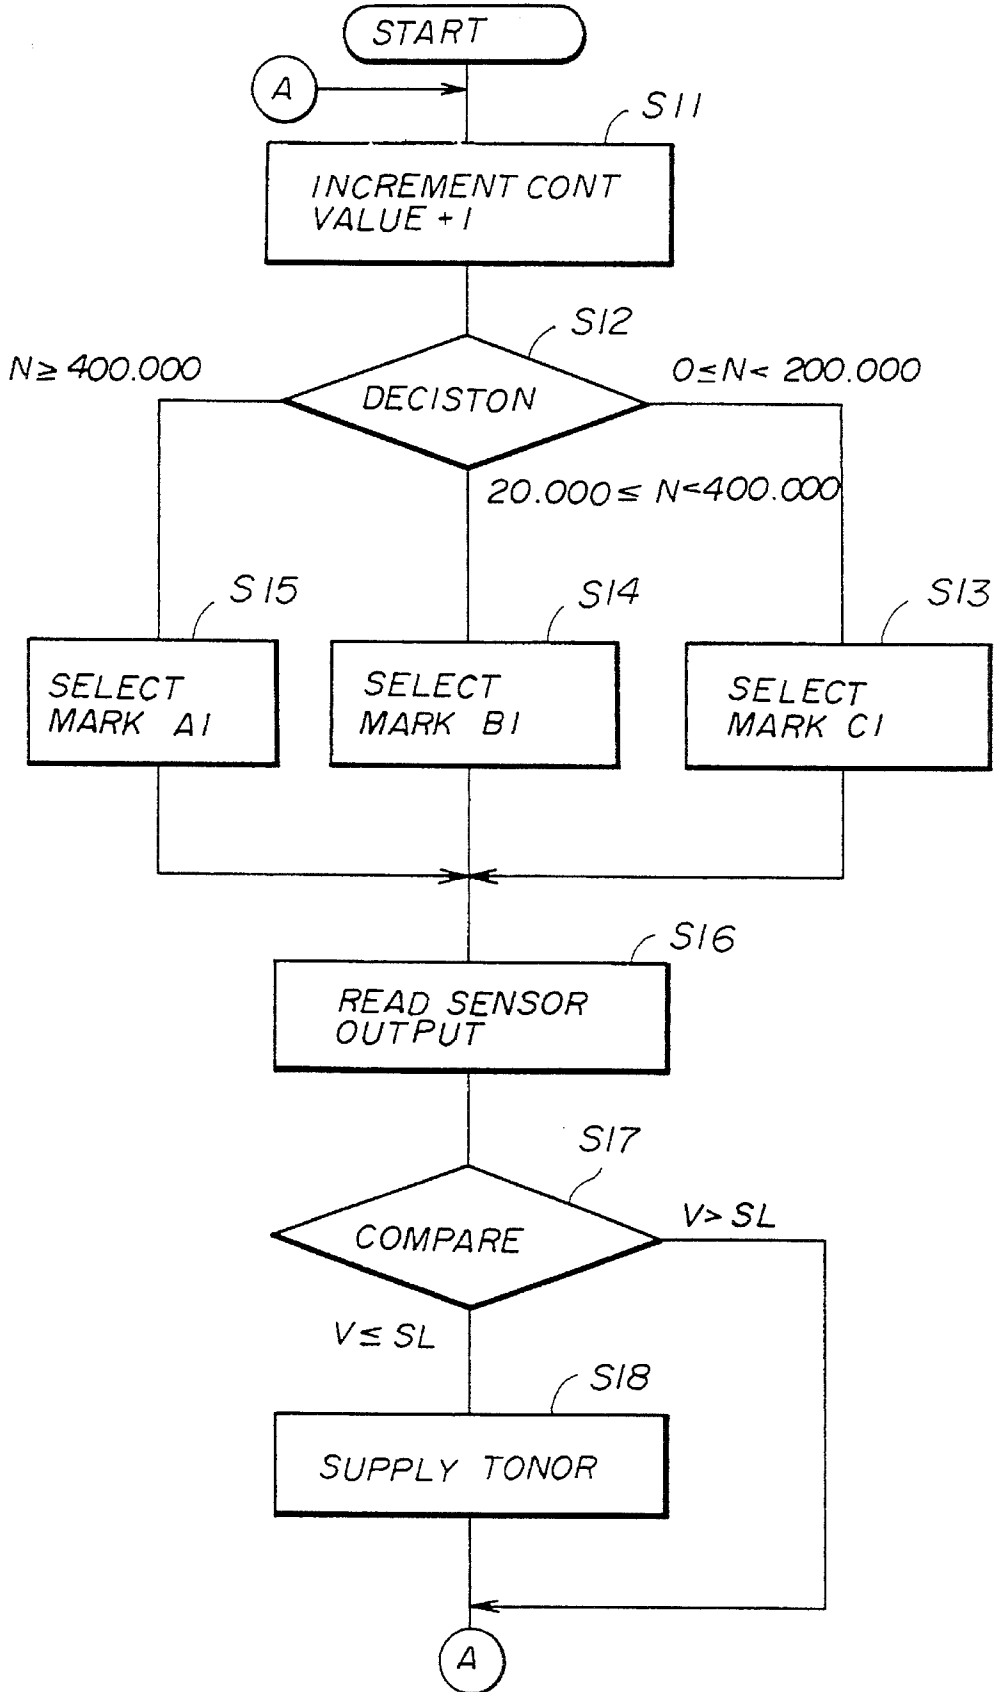 START
A
S11
INCREMENT CONT
VALUE + 1
S12
N ≥ 400.000
0 ≤ N < 200.000
DECISTON
20.000 ≤ N < 400.000
S15
S14
S13
SELECT
MARK A1
SELECT
MARK B1
SELECT
MARK C1
S16
READ SENSOR
OUTPUT
S17
V > SL
COMPARE
V ≤ SL
S18
SUPPLY TONOR
A